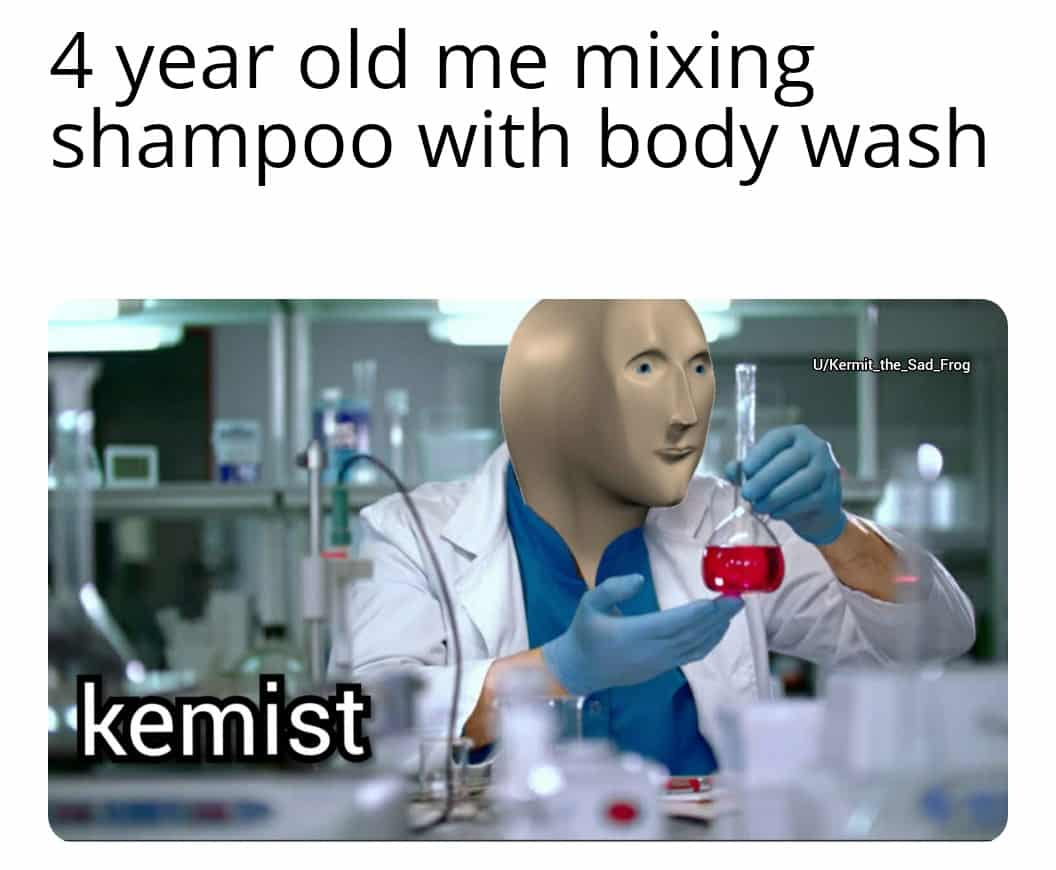 4 year old me mixing
shampoo with body wash
U/Kermit_the_Sad_Frog
kemist